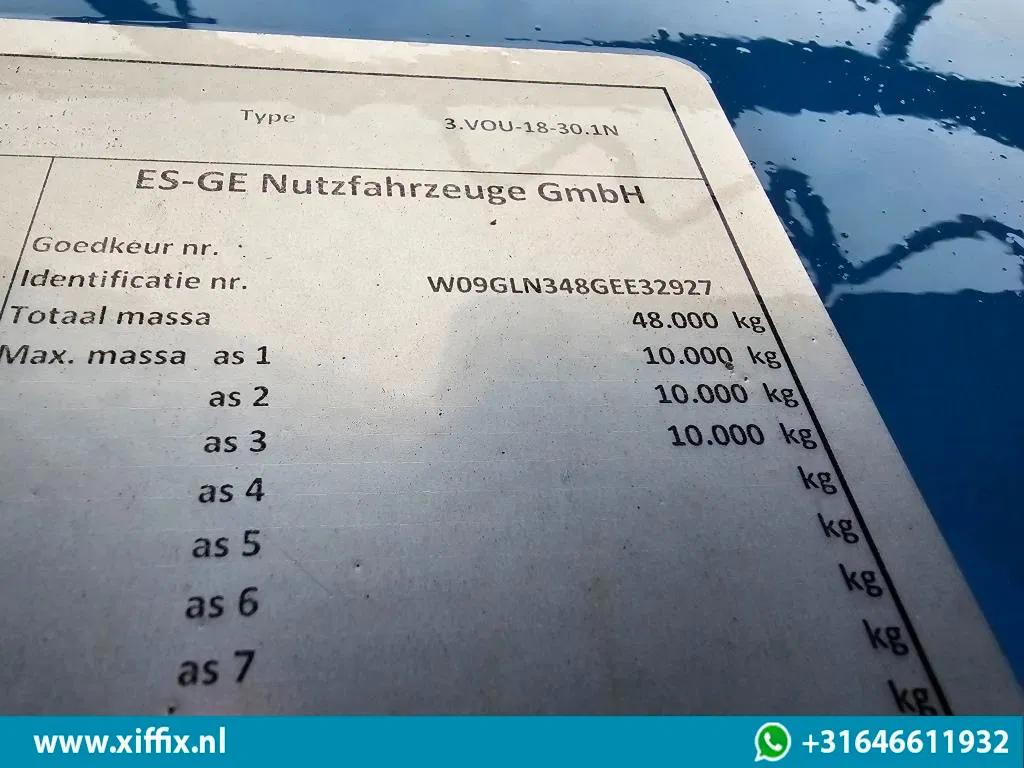 Type 3.VOU-18-30.1N
ES-GE Nutzfahrzeuge GmbH
Goedkeur nr. :
Identificatie nr. W09GLN348GEE32927
Totaal massa 48.000 kg
Max. massa as 1 10.000 kg
as 2 10.000 kg
as 3 10.000 kg
as 4 kg
as 5 kg
as 6 kg
as 7 kg
kg
www.xiffix.nl +31646611932